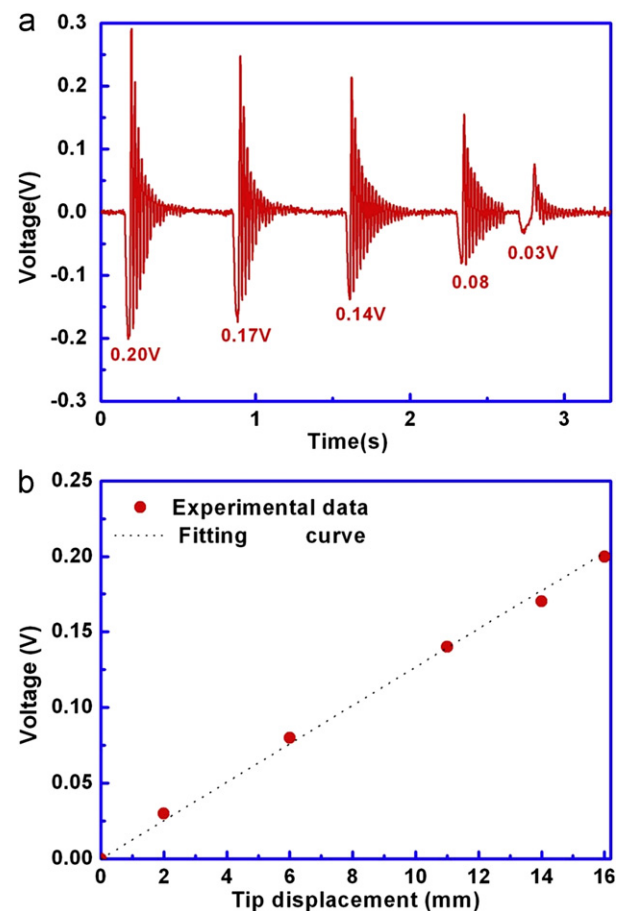 a
0.3
0.2
0.1
0.0
-0.1
-0.2
-0.3
Voltage(V)
0.20V
0.17V
0.14V
0.08
0.03V
0
1
2
3
Time(s)
b
0.25
0.20
0.15
0.10
0.05
0.00
Voltage (V)
Experimental data
Fitting curve
0
2
4
6
8
10
12
14
16
Tip displacement (mm)